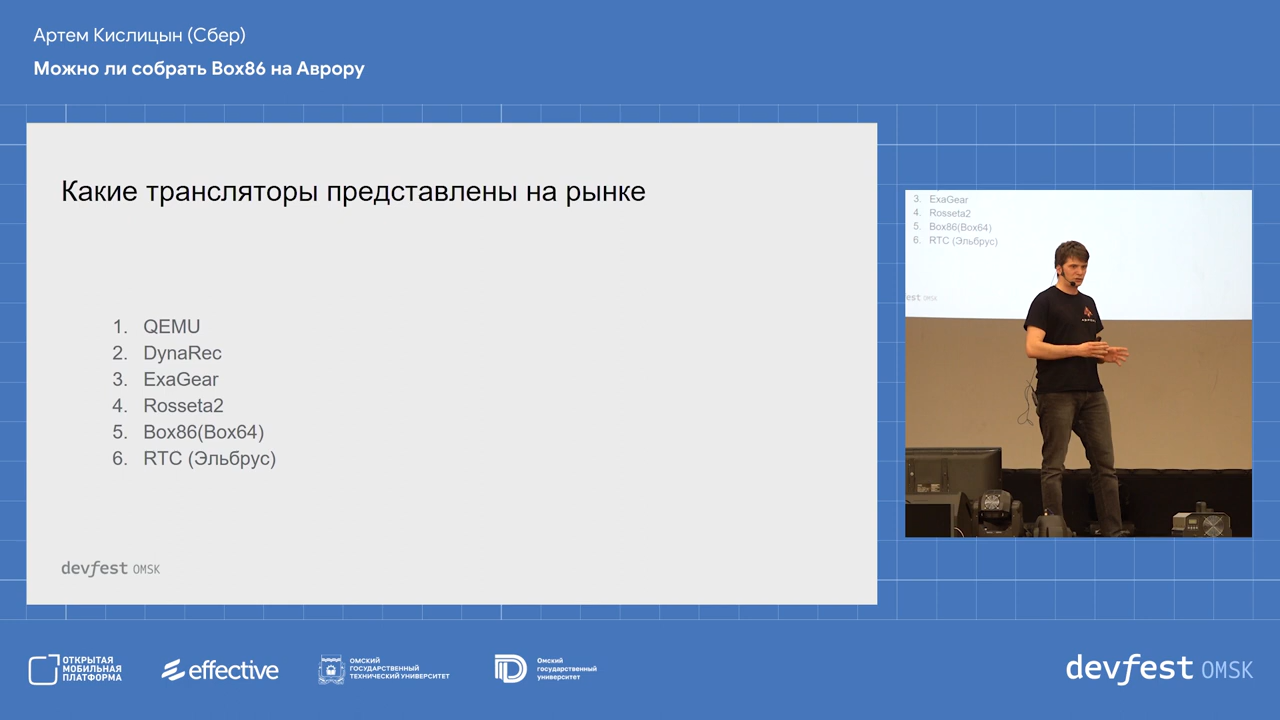 Артем Кислицын (Сбер)
Можно ли собрать Box86 на Аврору
Какие трансляторы представлены на рынке
1. QEMU
2. DynaRec
3. ExaGear
4. Rosseta2
5. Box86(Box64)
6. RTC (Эльбрус)
devfest OMSK
3. ExaGear
4. Rosseta2
5. Box86(Box64)
6. RTC (Эльбрус)
est OMSK
ОТКРЫТАЯ
МОБИЛЬНАЯ
ПЛАТФОРМА
effective
ОМСКИЙ
ГОСУДАРСТВЕННЫЙ
ТЕХНИЧЕСКИЙ УНИВЕРСИТЕТ
Омский
государственный
университет
devfest OMSK